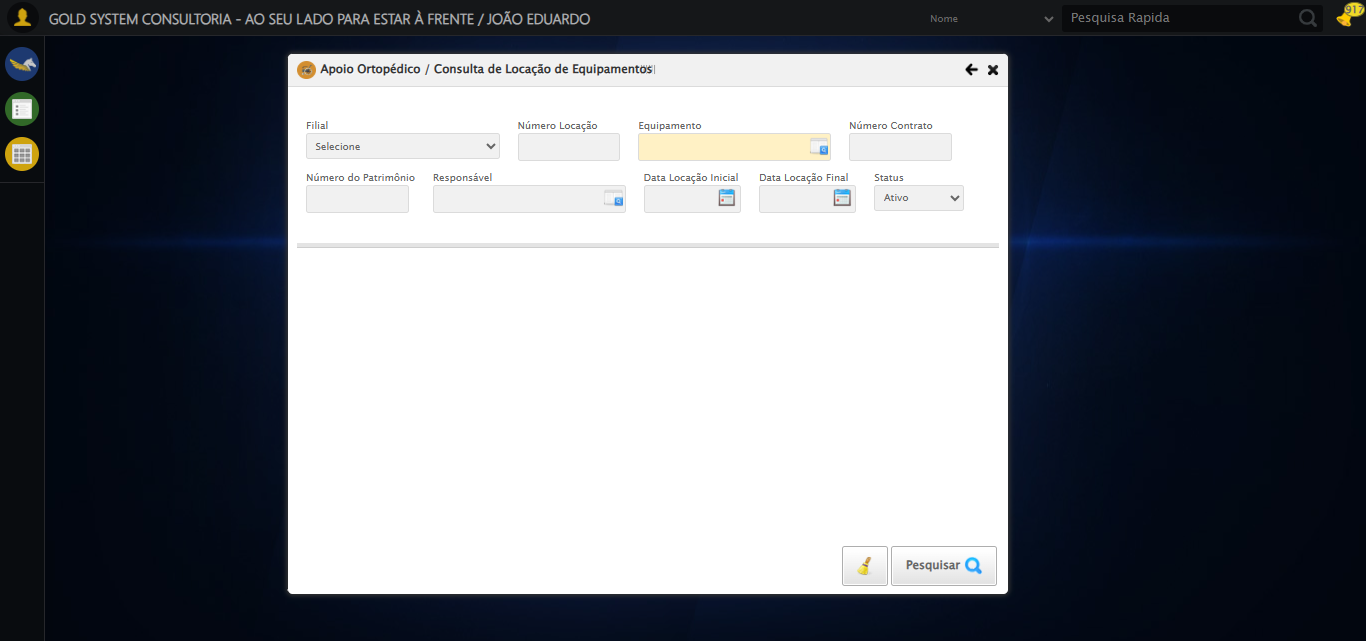 GOLD SYSTEM CONSULTORIA - AO SEU LADO PARA ESTAR À FRENTE / JOÃO EDUARDO
Nome
Pesquisa Rapida
917
Apoio Ortopédico / Consulta de Locação de Equipamentos
Filial
Número Locação
Equipamento
Número Contrato
Selecione
Número do Patrimônio
Responsável
Data Locação Inicial
Data Locação Final
Status
Ativo
Pesquisar